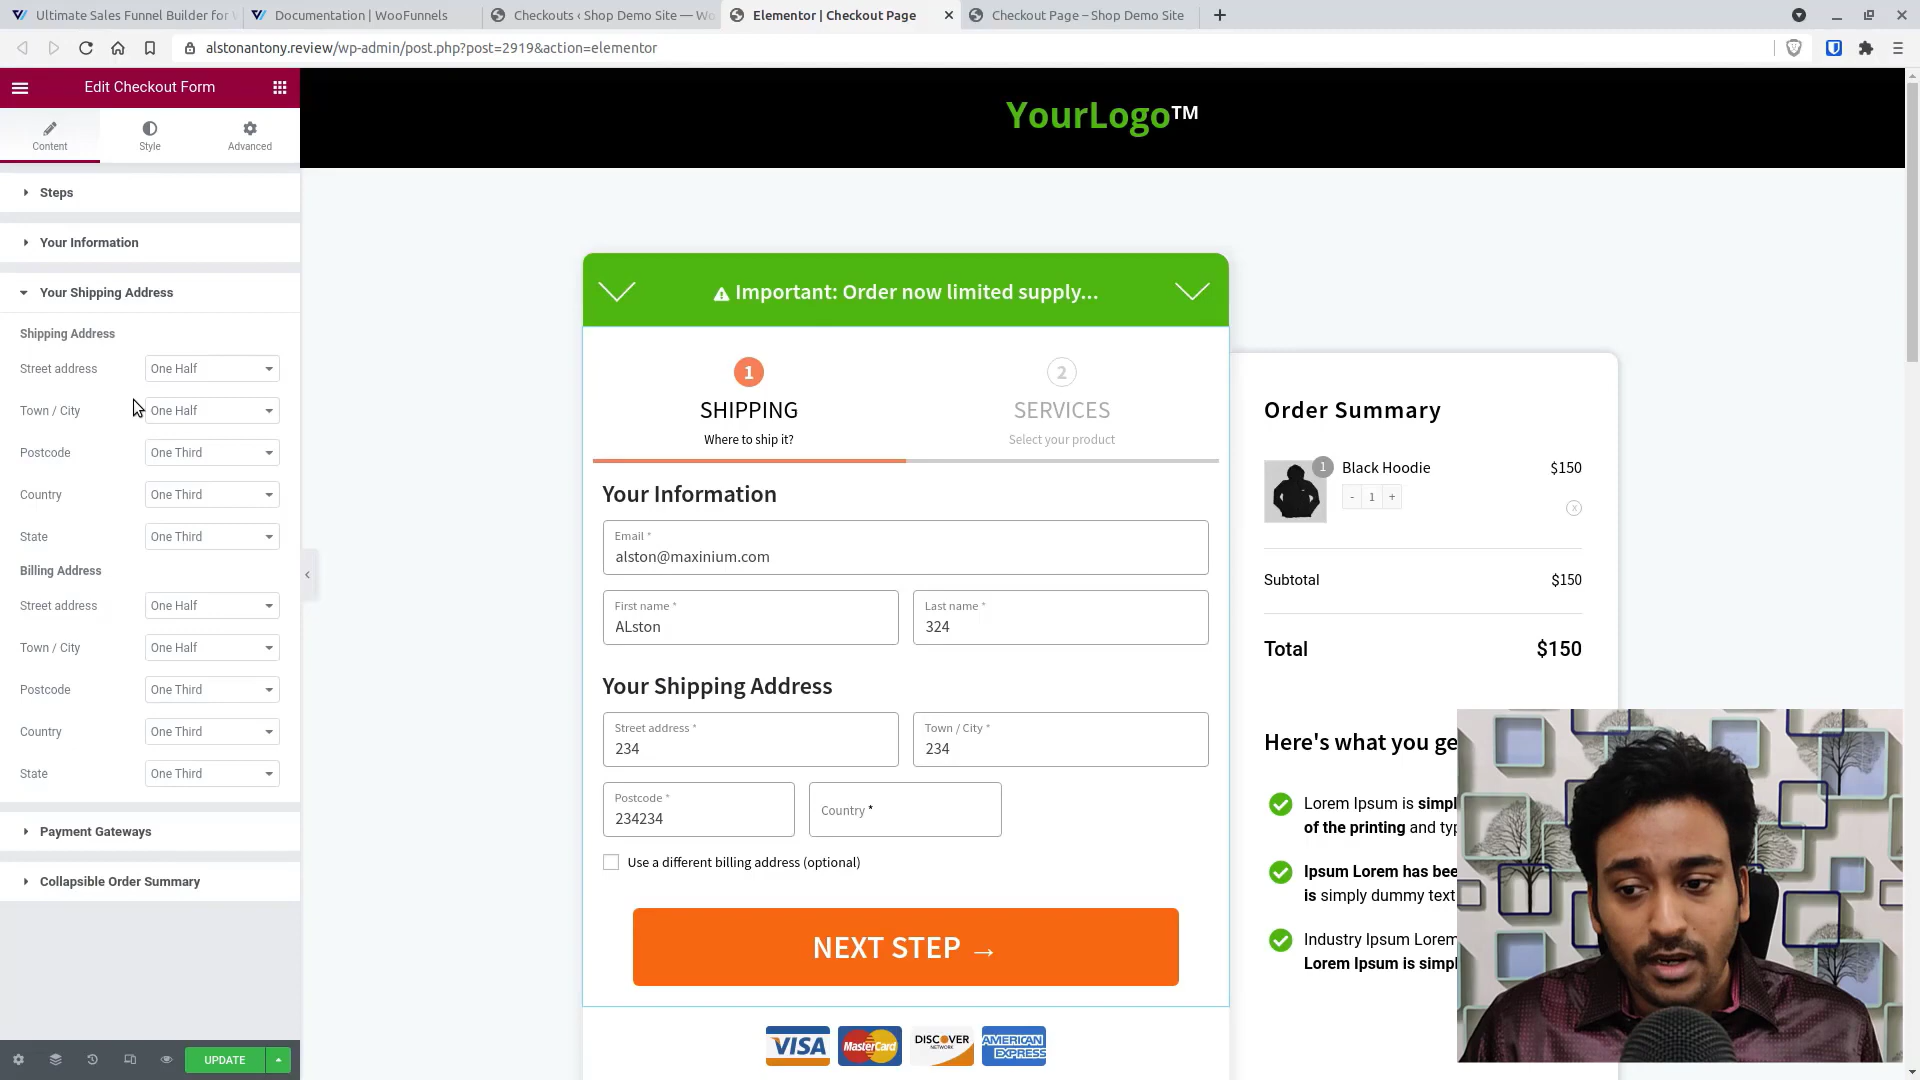 Ultimate Sales Funnel Builder for
Documentation | WooFunnels
Checkouts ‹ Shop Demo Site — Wo
Elementor | Checkout Page
Checkout Page – Shop Demo Site
alstonantony.review/wp-admin/post.php?post=2919&action=elementor
Edit Checkout Form
Content
Style
Advanced
Steps
Your Information
Your Shipping Address
Shipping Address
Street address One Half
Town / City One Half
Postcode One Third
Country One Third
State One Third
Billing Address
Street address One Half
Town / City One Half
Postcode One Third
Country One Third
State One Third
Payment Gateways
Collapsible Order Summary
UPDATE
YourLogo™
Important: Order now limited supply...
1
SHIPPING
Where to ship it?
2
SERVICES
Select your product
Your Information
Email *
alston@maxinium.com
First name *
ALston
Last name *
324
Your Shipping Address
Street address *
234
Town / City *
234
Postcode *
234234
Country *
Use a different billing address (optional)
NEXT STEP →
VISA
MasterCard
DISCOVER
NETWORK
AMERICAN
EXPRESS
Order Summary
1
Black Hoodie
$150
- 1 +
x
Subtotal $150
Total $150
Here's what you ge
Lorem Ipsum is simpl
of the printing and typ
Ipsum Lorem has bee
is simply dummy text
Industry Ipsum Lorem
Lorem Ipsum is simpl